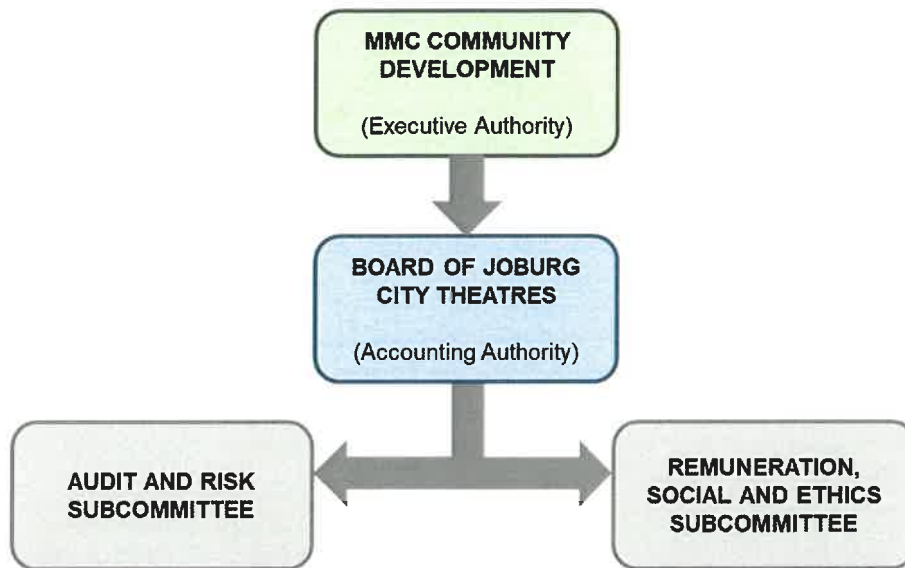 MMC COMMUNITY
DEVELOPMENT
(Executive Authority)
BOARD OF JOBURG
CITY THEATRES
(Accounting Authority)
AUDIT AND RISK
SUBCOMMITTEE
REMUNERATION,
SOCIAL AND ETHICS
SUBCOMMITTEE